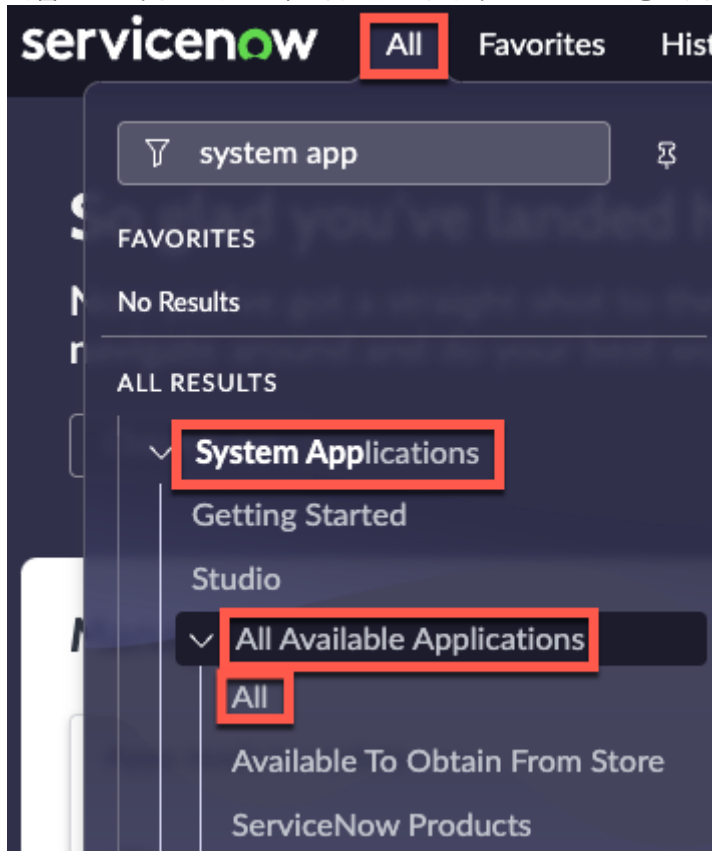 servicenow All Favorites
system app
FAVORITES
No Results
ALL RESULTS
System Applications
Getting Started
Studio
All Available Applications
All
Available To Obtain From Store
ServiceNow Products